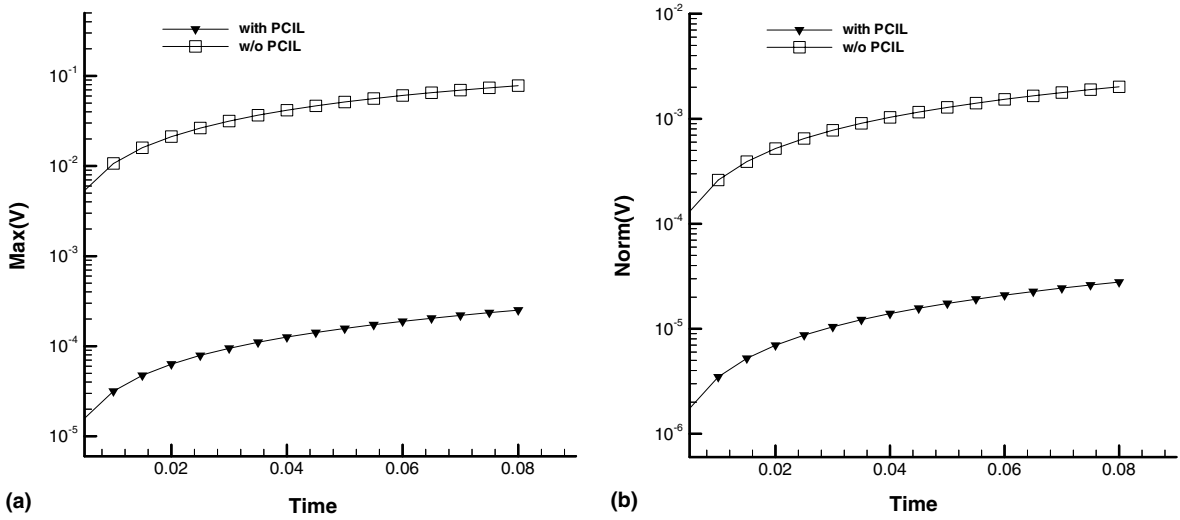 with PCIL
w/o PCIL
10⁻¹
10⁻²
10⁻³
10⁻⁴
10⁻⁵
Max(V)
0.02 0.04 0.06 0.08
Time
(a)
with PCIL
w/o PCIL
10⁻²
10⁻³
10⁻⁴
10⁻⁵
10⁻⁶
Norm(V)
0.02 0.04 0.06 0.08
Time
(b)